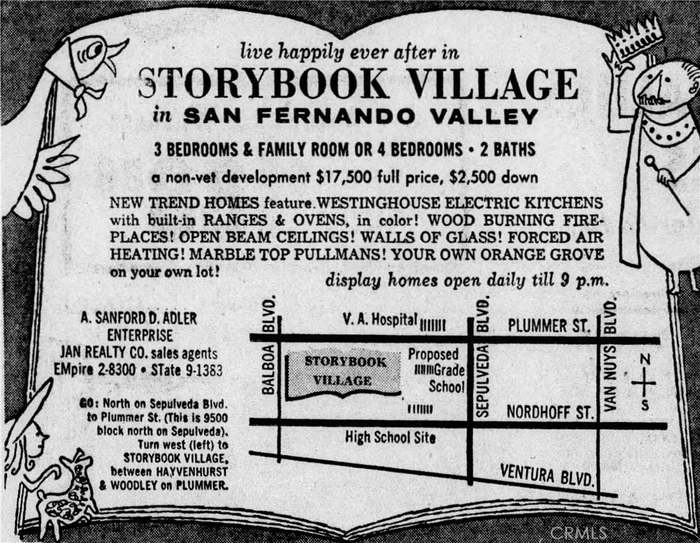 live happily ever after in
STORYBOOK VILLAGE
in SAN FERNANDO VALLEY
3 BEDROOMS & FAMILY ROOM OR 4 BEDROOMS • 2 BATHS
a non-vet development $17,500 full price, $2,500 down
NEW TREND HOMES feature.WESTINGHOUSE ELECTRIC KITCHENS
with built-in RANGES & OVENS, in color! WOOD BURNING FIRE-
PLACES! OPEN BEAM CEILINGS! WALLS OF GLASS! FORCED AIR
HEATING! MARBLE TOP PULLMANS! YOUR OWN ORANGE GROVE
on your own lot!
display homes open daily till 9 p.m.
A. SANFORD D. ADLER
ENTERPRISE
JAN REALTY CO. sales agents
EMpire 2-8300 • STate 9-1383
GO: North on Sepulveda Blvd.
to Plummer St. (This is 9500
block north on Sepulveda).
Turn west (left) to
STORYBOOK VILLAGE,
between HAYVENHURST
& WOODLEY on PLUMMER.
BALBOA BLVD.
V. A. Hospital
SEPULVEDA BLVD.
PLUMMER ST.
VAN NUYS BLVD.
STORYBOOK
VILLAGE
Proposed
Grade
School
N
S
NORDHOFF ST.
High School Site
VENTURA BLVD.
CRMLS